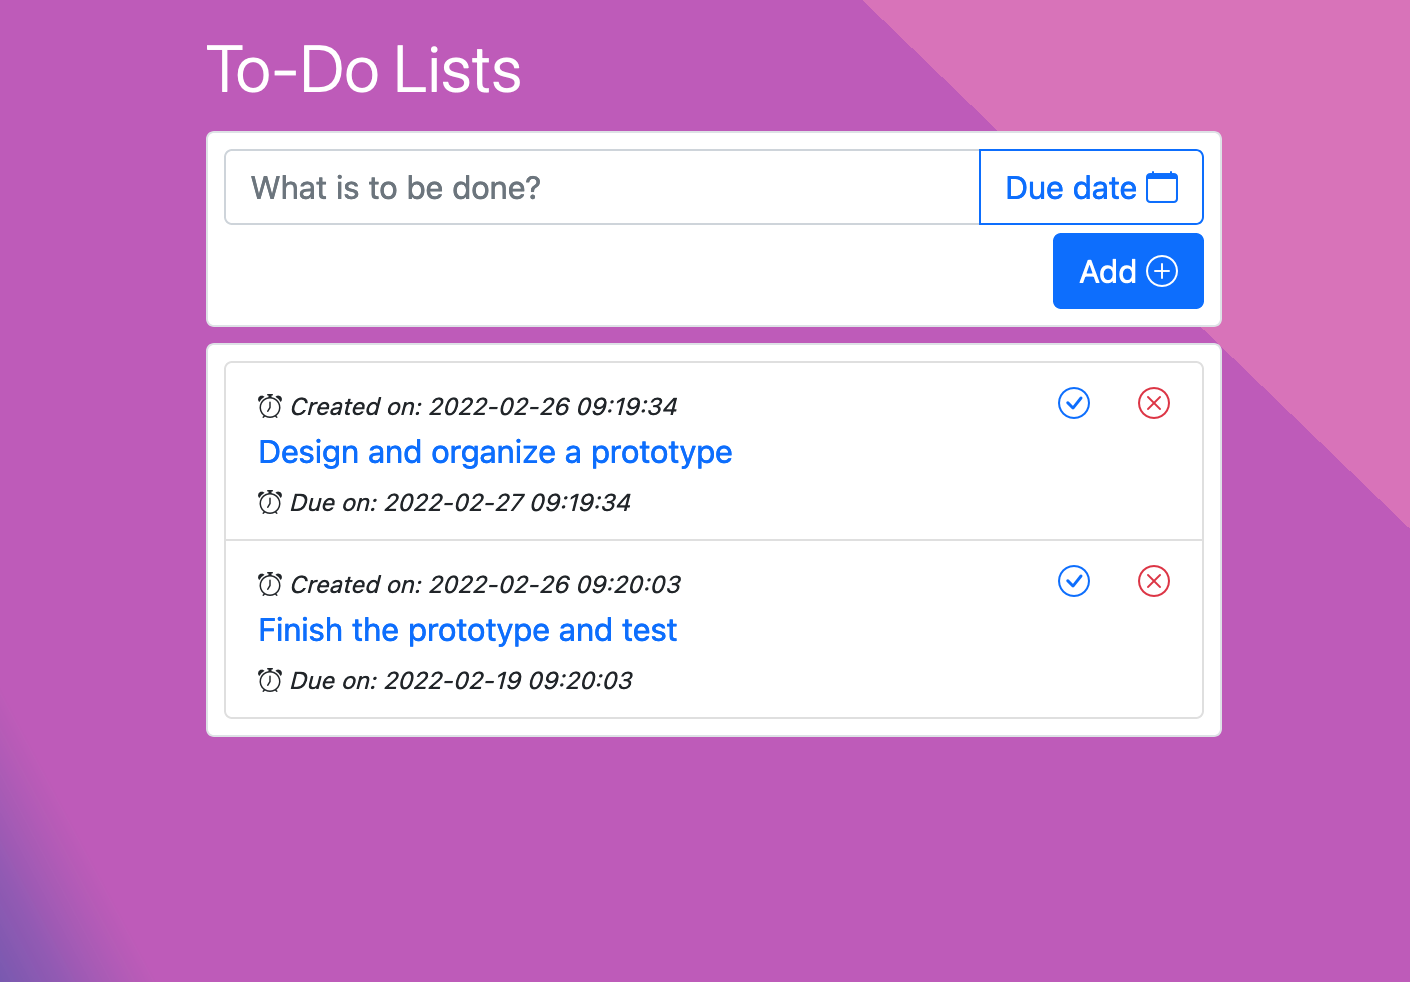 To-Do Lists
What is to be done?
Due date
Add
Created on: 2022-02-26 09:19:34
Design and organize a prototype
Due on: 2022-02-27 09:19:34
Created on: 2022-02-26 09:20:03
Finish the prototype and test
Due on: 2022-02-19 09:20:03